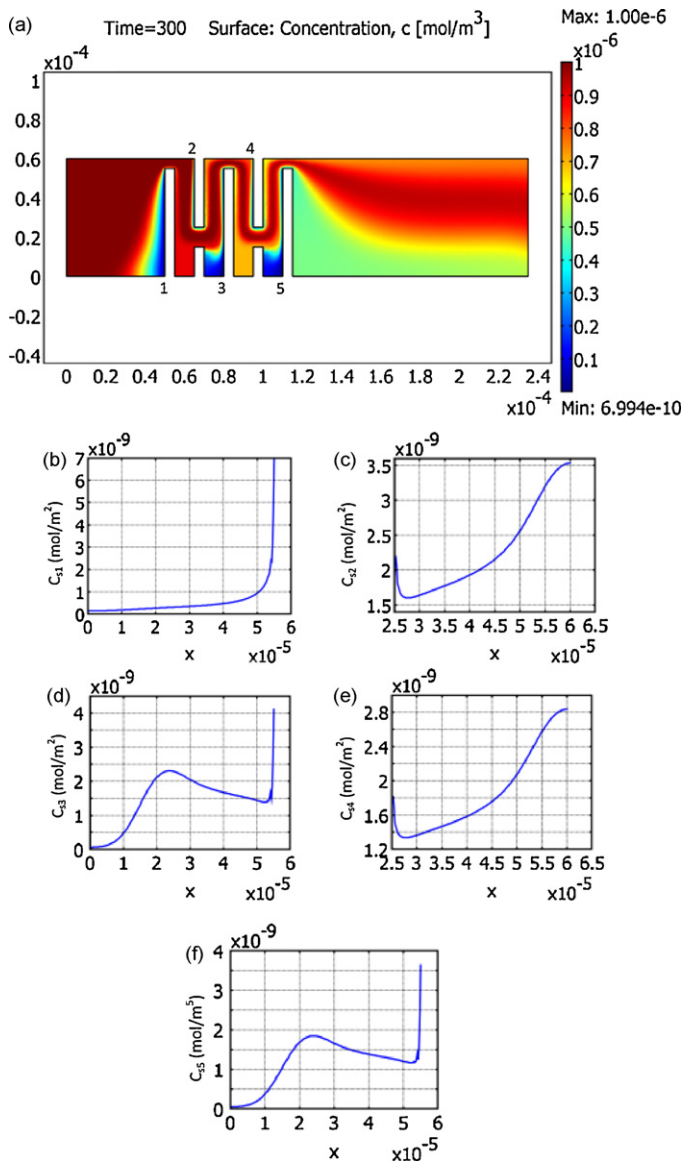 (a)
Time=300 Surface: Concentration, c [mol/m³]
Max: 1.00e-6
x10⁻⁴
x10⁻⁶
1
0.8
0.6
0.4
0.2
0
-0.2
-0.4
2 4
1 3 5
0 0.2 0.4 0.6 0.8 1 1.2 1.4 1.6 1.8 2 2.2 2.4
x10⁻⁴
1
0.9
0.8
0.7
0.6
0.5
0.4
0.3
0.2
0.1
Min: 6.994e-10
(b)
x10⁻⁹
7
6
5
4
3
2
1
0
Cs1 (mol/m²)
0 1 2 3 4 5 6
x
x10⁻⁵
(c)
x10⁻⁹
3.5
3
2.5
2
1.5
Cs2 (mol/m²)
2.5 3 3.5 4 4.5 5 5.5 6 6.5
x
x10⁻⁵
(d)
x10⁻⁹
4
3
2
1
0
Cs3 (mol/m²)
0 1 2 3 4 5 6
x
x10⁻⁵
(e)
x10⁻⁹
2.8
2.4
2
1.6
1.2
Cs4 (mol/m²)
2.5 3 3.5 4 4.5 5 5.5 6 6.5
x
x10⁻⁵
(f)
x10⁻⁹
4
3
2
1
0
Cs5 (mol/m⁵)
0 1 2 3 4 5 6
x
x10⁻⁵